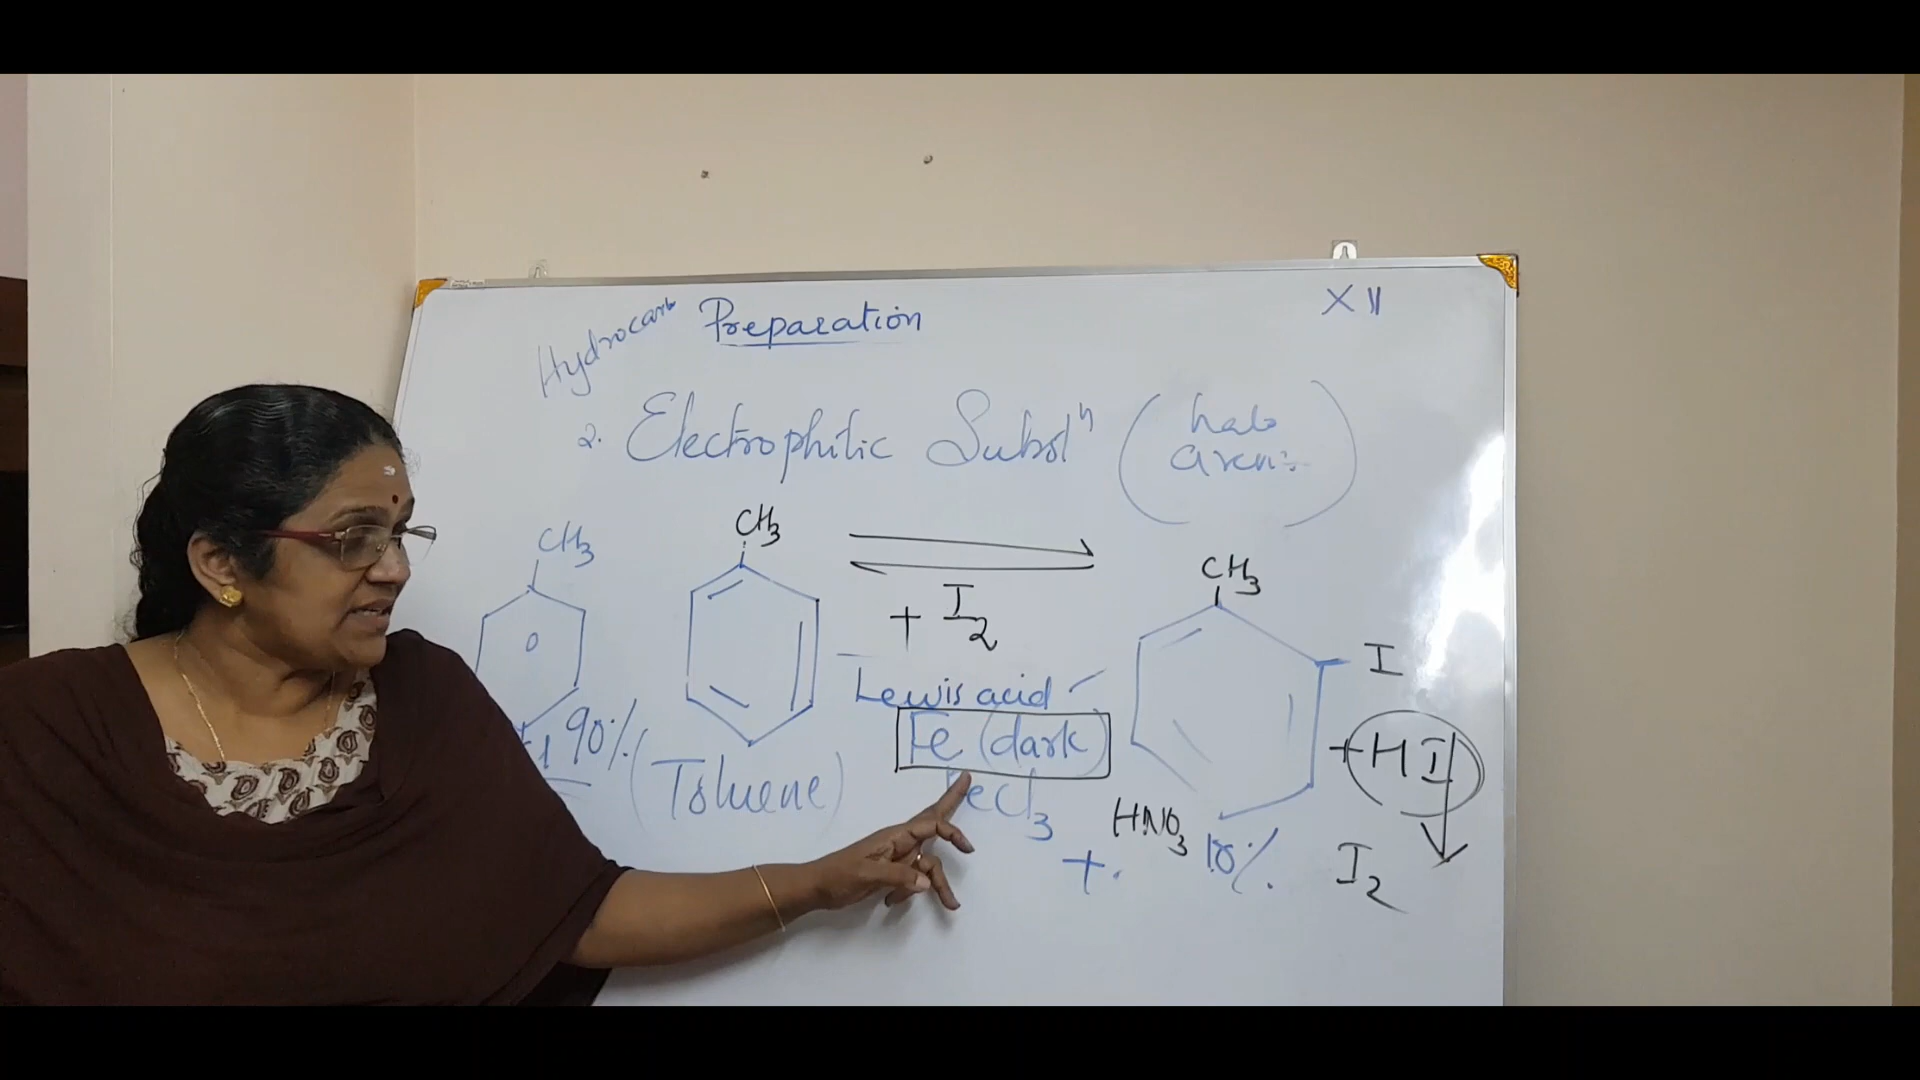 Hydrocarb
Preparation
XII
2. Electrophilic Substⁿ (halo
CH3
CH3
CH3
+ I2
I
Lewis acid
Fe (dark)
+ HI
90%
(Toluene)
FeCl3
HNO3
10%
I2
+